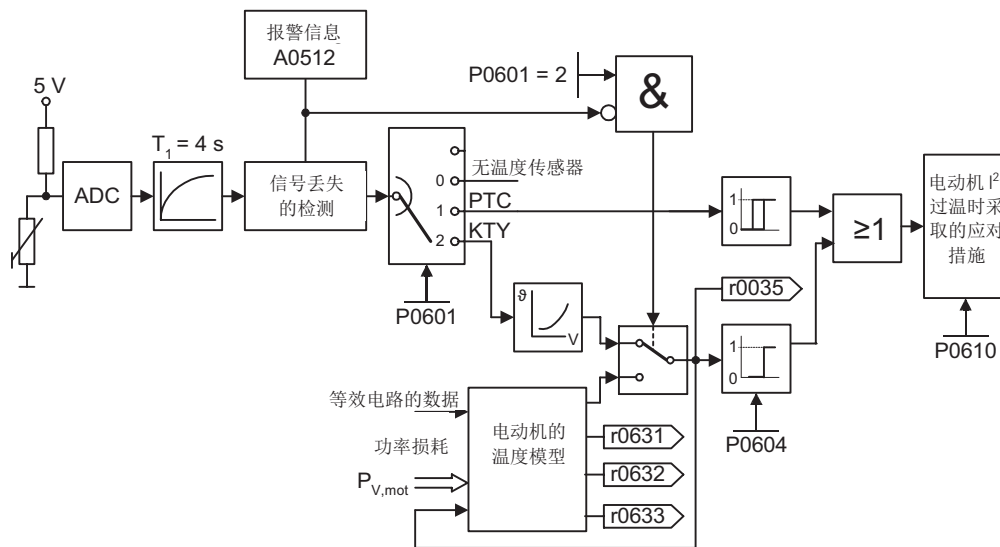 报警信息
A0512
P0601 = 2
&
5 V
T1 = 4 s
ADC
信号丢失
的检测
无温度传感器
0
PTC
1
KTY
2
P0601
1
0
≥1
电动机 I2
过温时采
取的应对
措施
P0610
ϑ
V
r0035
1
0
P0604
等效电路的数据
功率损耗
PV,mot
电动机的
温度模型
r0631
r0632
r0633